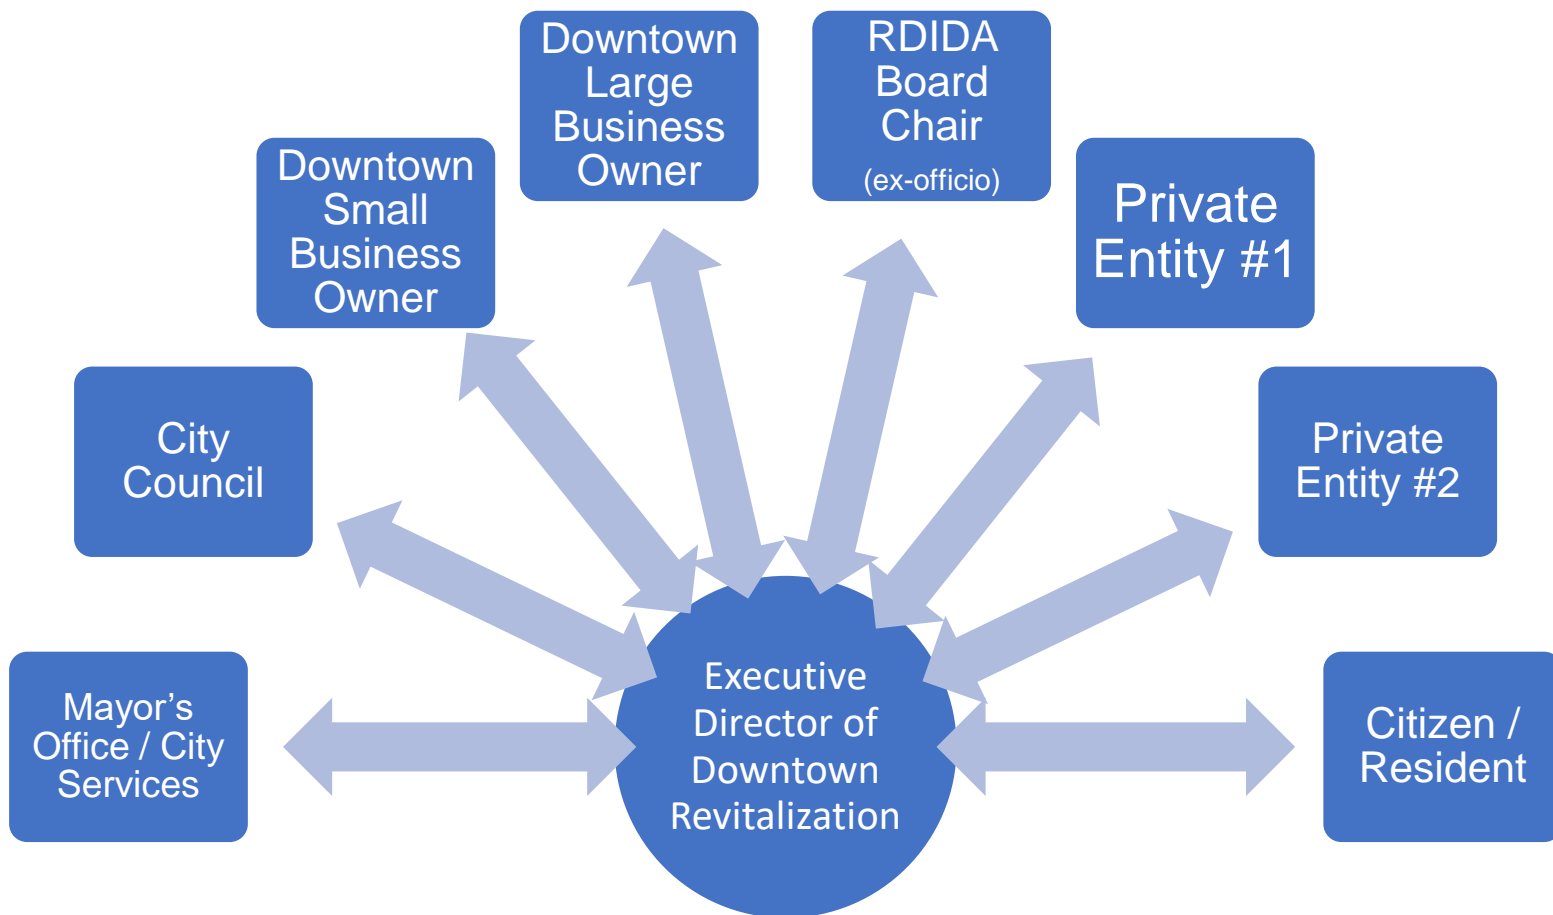 Downtown
Large
Business
Owner
RDIDA
Board
Chair
(ex-officio)
Downtown
Small
Business
Owner
Private
Entity #1
City
Council
Private
Entity #2
Mayor’s
Office / City
Services
Executive
Director of
Downtown
Revitalization
Citizen /
Resident